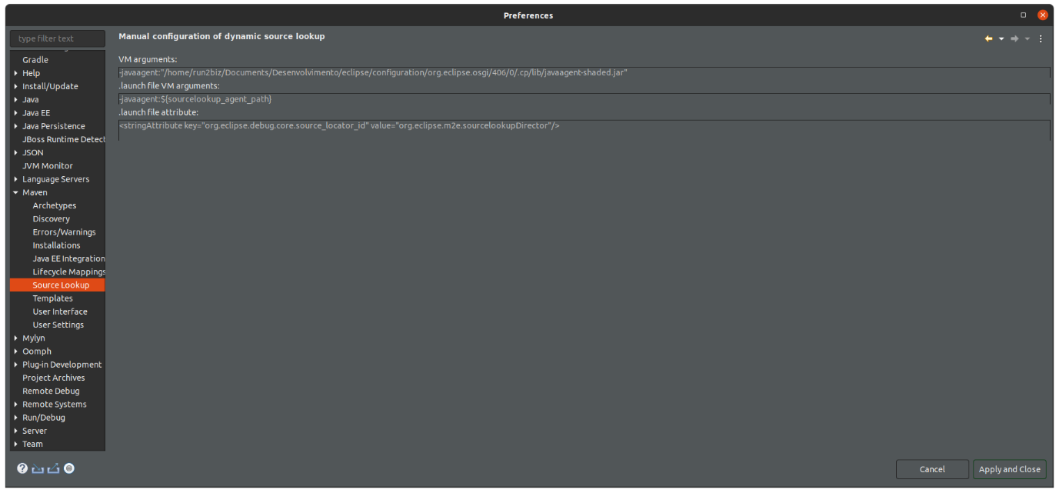 Preferences
type filter text
Manual configuration of dynamic source lookup
Gradle
Help
Install/Update
Java
Java EE
Java Persistence
JBoss Runtime Detect
JSON
JVM Monitor
Language Servers
Maven
Archetypes
Discovery
Errors/Warnings
Installations
Java EE Integration
Lifecycle Mappings
Source Lookup
Templates
User Interface
User Settings
Mylyn
Oomph
Plug-in Development
Project Archives
Remote Debug
Remote Systems
Run/Debug
Server
Team
VM arguments:
-javaagent:"/home/run2biz/Documents/Desenvolvimento/eclipse/configuration/org.eclipse.osgi/406/0/.cp/lib/javaagent-shaded.jar"
.launch file VM arguments:
-javaagent:${sourcelookup_agent_path}
.launch file attribute:
<stringAttribute key="org.eclipse.debug.core.source_locator_id" value="org.eclipse.m2e.sourcelookupDirector"/>
Cancel
Apply and Close